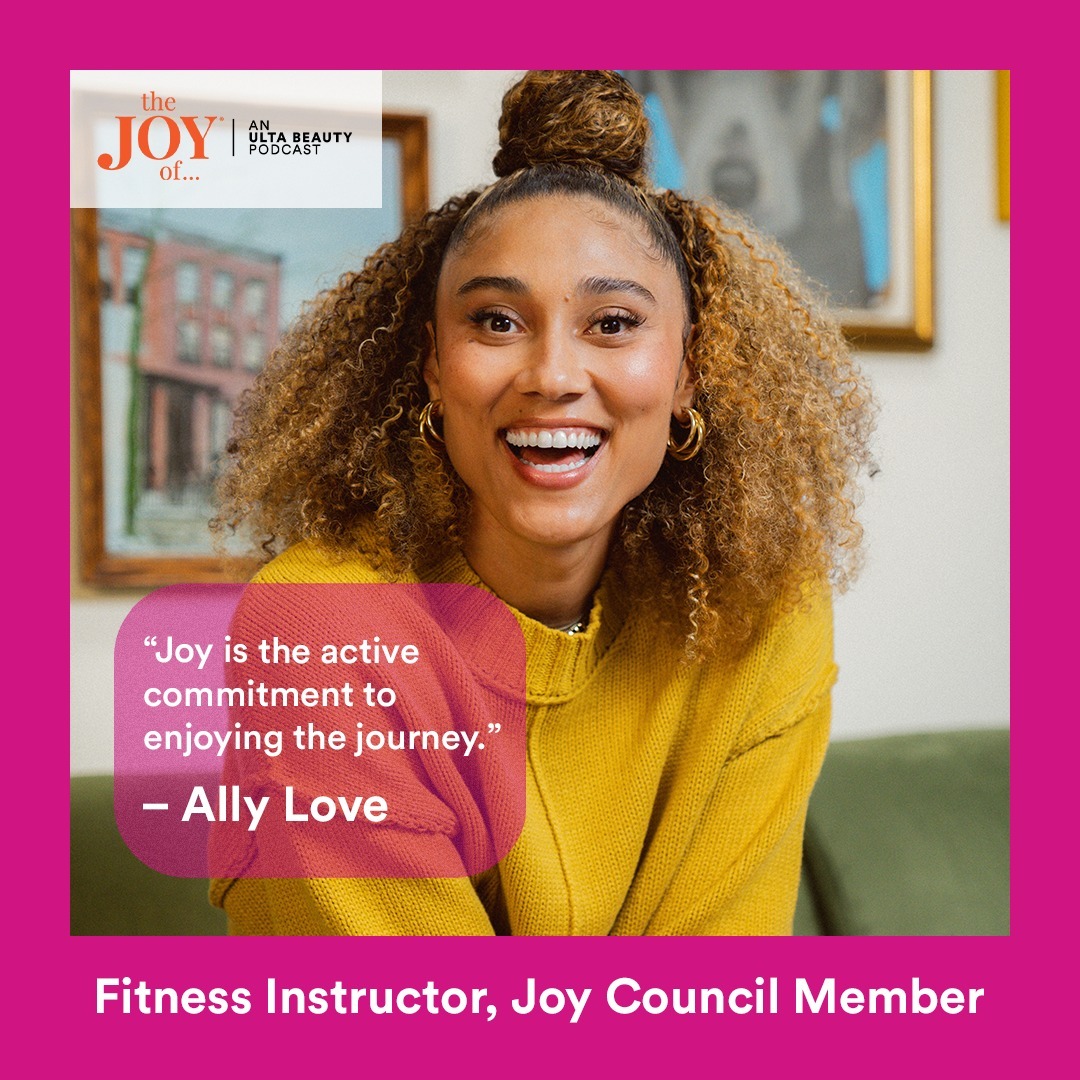 the
JOY
of...
AN
ULTA BEAUTY
PODCAST
“Joy is the active
commitment to
enjoying the journey.”
– Ally Love
Fitness Instructor, Joy Council Member